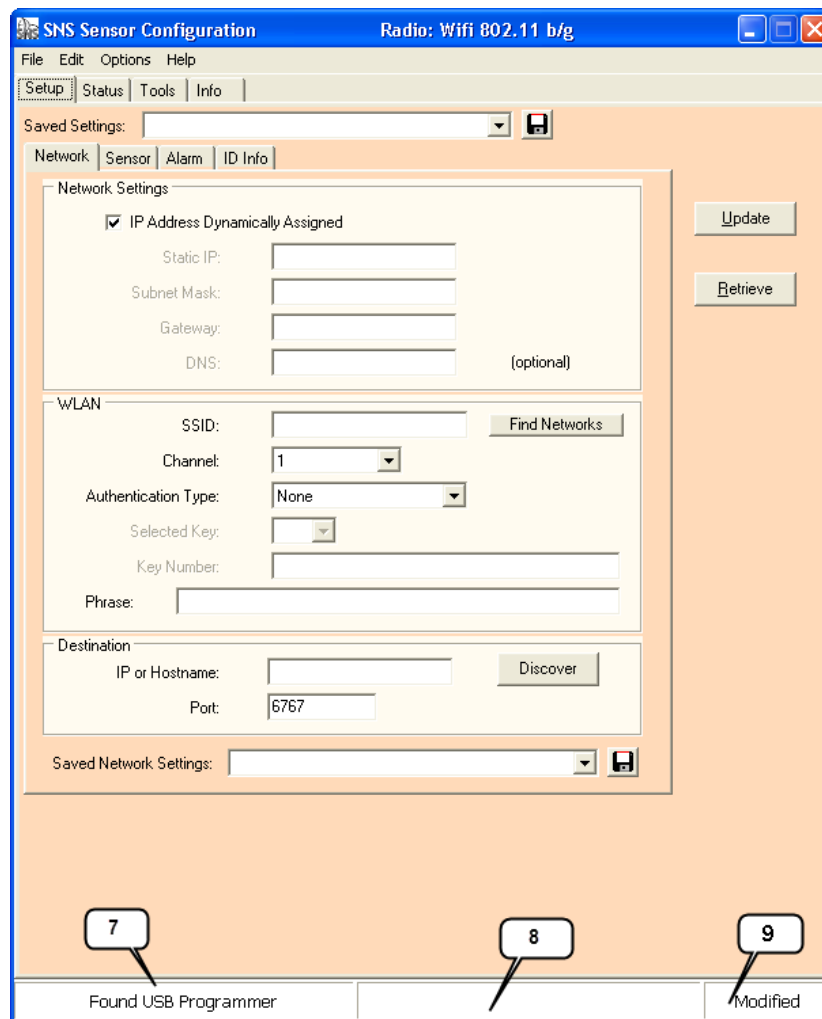 SNS Sensor Configuration Radio: Wifi 802.11 b/g
File Edit Options Help
Setup Status Tools Info
Saved Settings:
Network Sensor Alarm ID Info
Network Settings
IP Address Dynamically Assigned
Update
Static IP:
Subnet Mask:
Retrieve
Gateway:
DNS: (optional)
WLAN
SSID: Find Networks
Channel: 1
Authentication Type: None
Selected Key:
Key Number:
Phrase:
Destination
IP or Hostname: Discover
Port: 6767
Saved Network Settings:
7 8 9
Found USB Programmer Modified